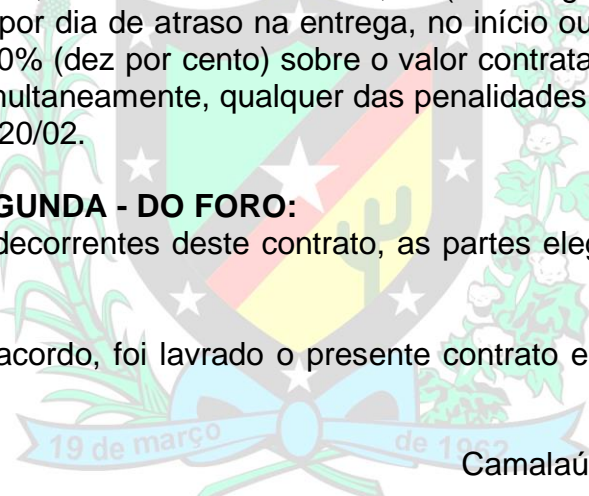 por dia de atraso na entrega, no início ou
0% (dez por cento) sobre o valor contrata
multaneamente, qualquer das penalidades
20/02.
GUNDA - DO FORO:
decorrentes deste contrato, as partes eleg
acordo, foi lavrado o presente contrato e
19 de março de 1962
Camalaú